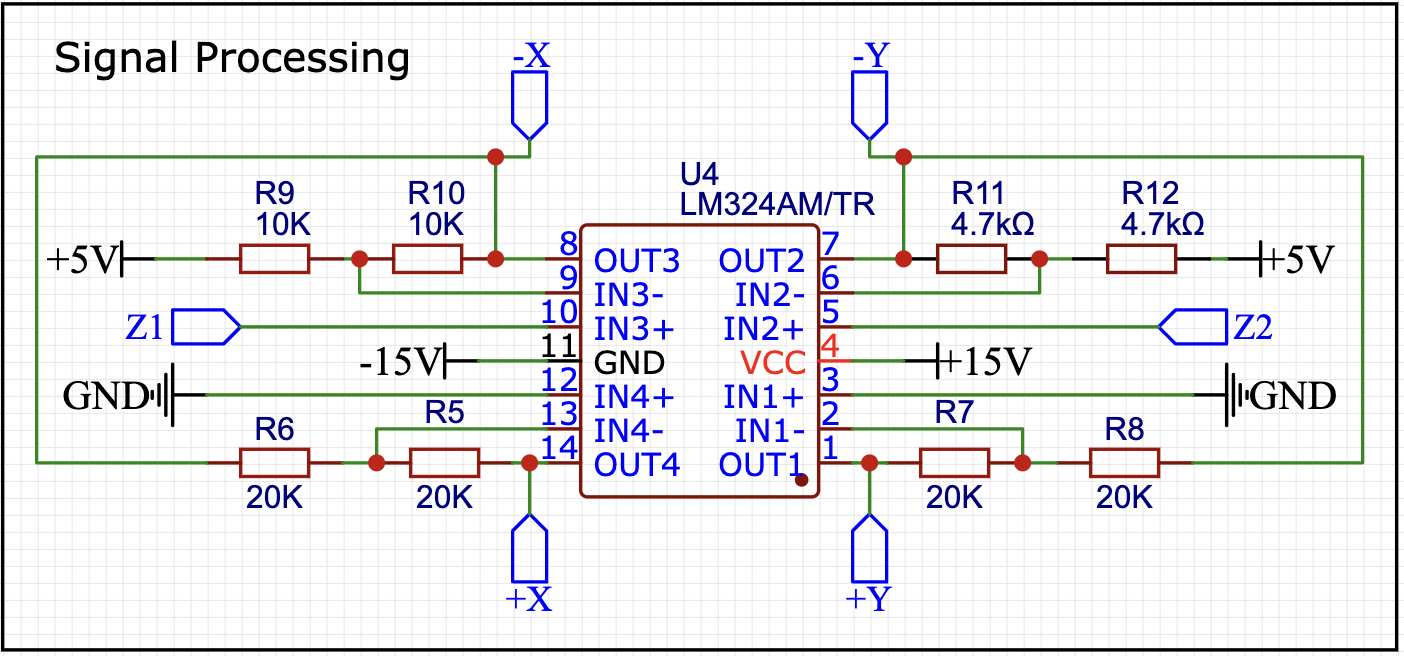 Signal Processing
-X
-Y
U4
LM324AM/TR
R9
10K
R10
10K
R11
4.7kΩ
R12
4.7kΩ
+5V
8
OUT3
OUT2
7
+5V
9
IN3-
IN2-
6
Z1
10
IN3+
IN2+
5
Z2
-15V
11
GND
VCC
4
+15V
GND
12
IN4+
IN1+
3
GND
R6
R5
13
IN4-
IN1-
2
R7
R8
14
OUT4
OUT1
1
20K
20K
20K
20K
+X
+Y